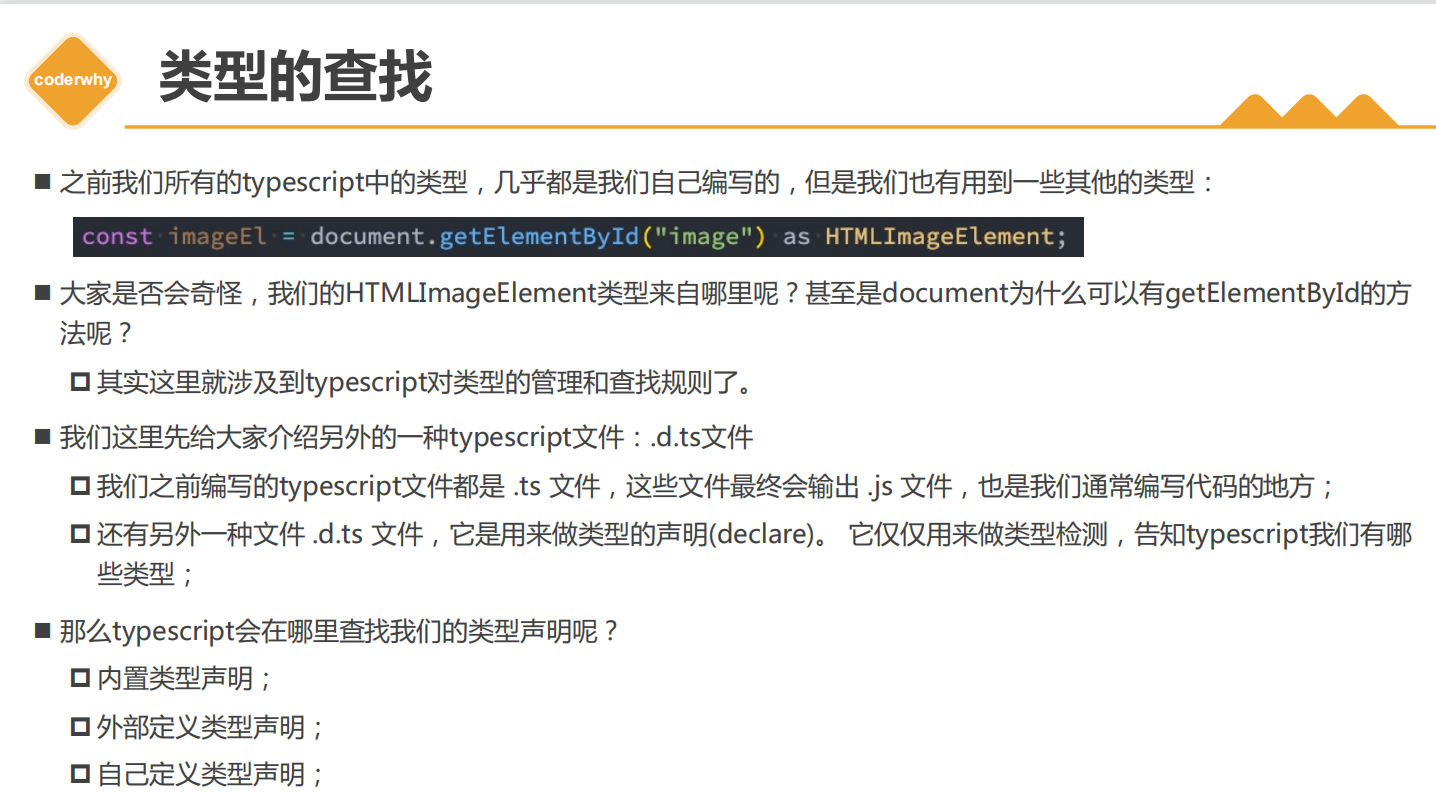 coderwhy
类型的查找
之前我们所有的typescript中的类型，几乎都是我们自己编写的，但是我们也有用到一些其他的类型：
const imageEl = document.getElementById("image") as HTMLImageElement;
大家是否会奇怪，我们的HTMLImageElement类型来自哪里呢？甚至是document为什么可以有getElementById的方
法呢？
其实这里就涉及到typescript对类型的管理和查找规则了。
我们这里先给大家介绍另外的一种typescript文件：.d.ts文件
我们之前编写的typescript文件都是 .ts 文件，这些文件最终会输出 .js 文件，也是我们通常编写代码的地方；
还有另外一种文件 .d.ts 文件，它是用来做类型的声明(declare)。 它仅仅用来做类型检测，告知typescript我们有哪
些类型；
那么typescript会在哪里查找我们的类型声明呢？
内置类型声明；
外部定义类型声明；
自己定义类型声明；